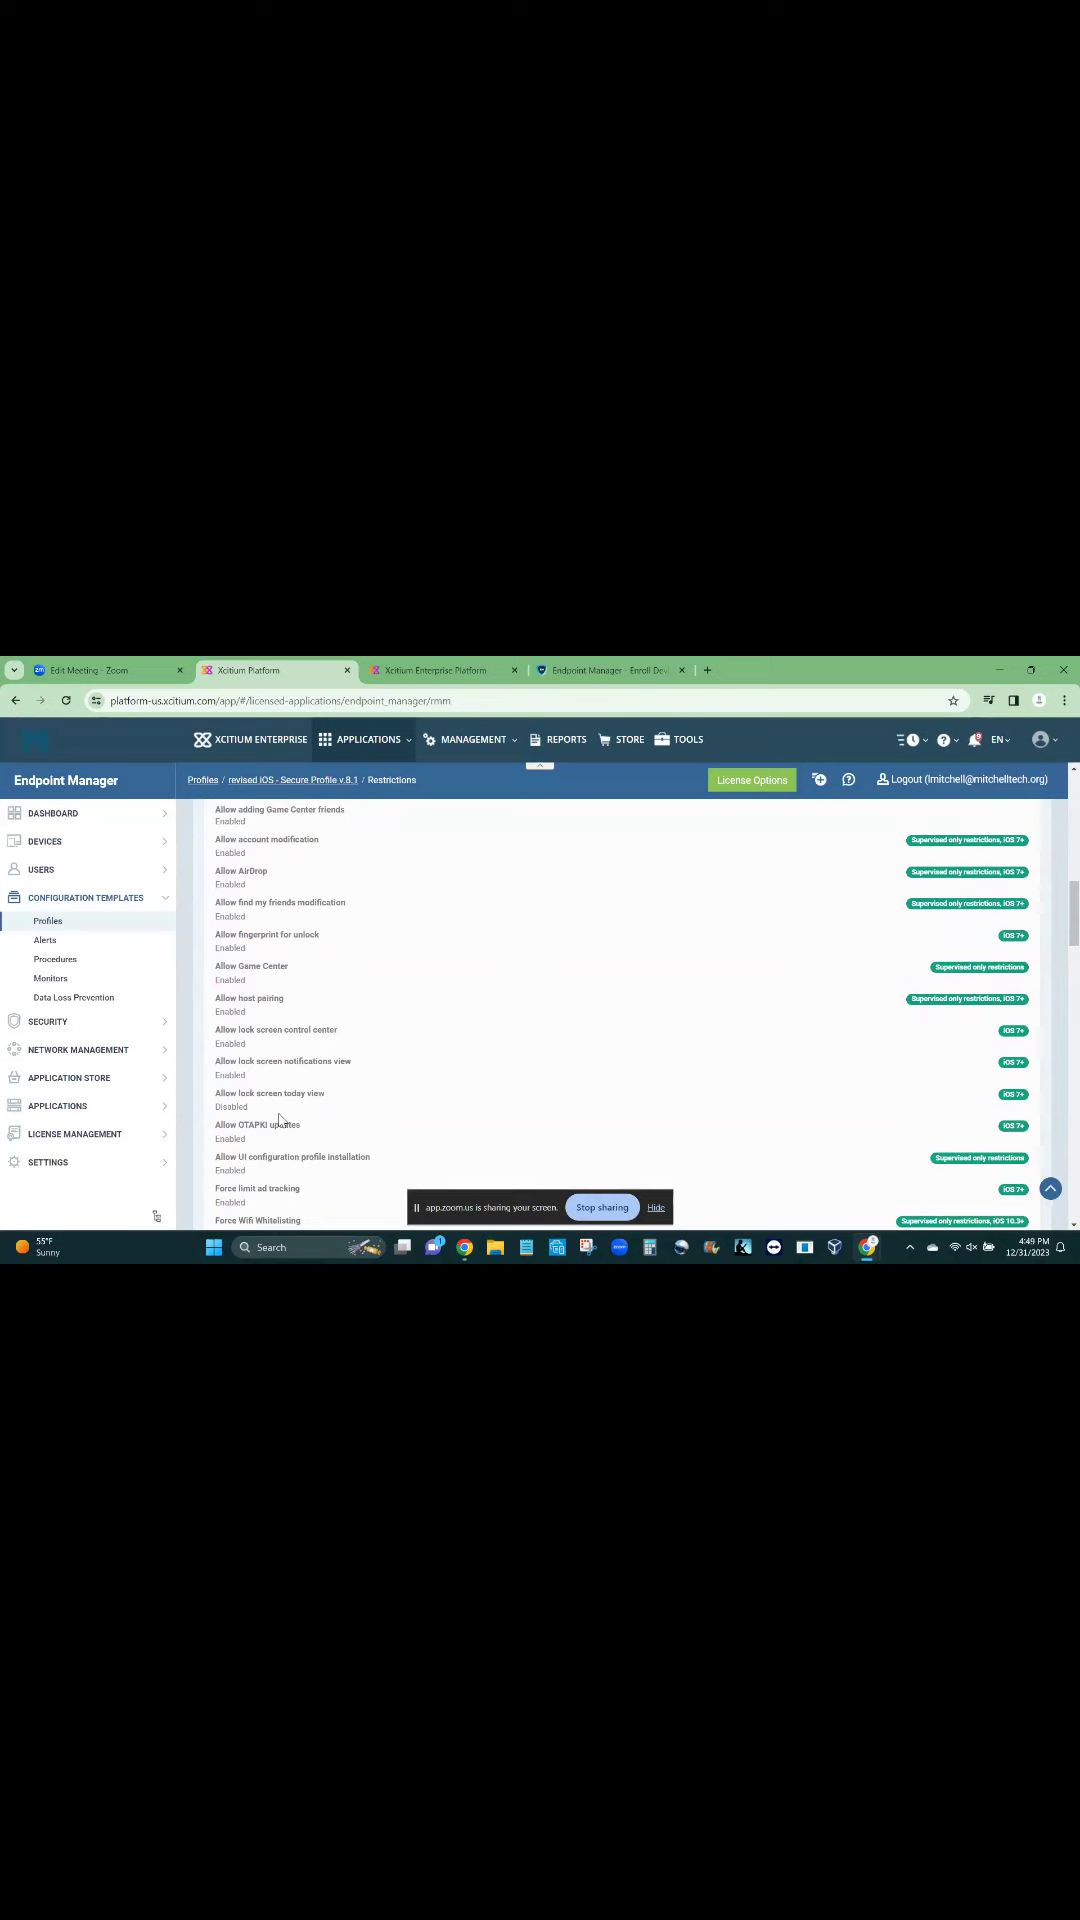 Edit Meeting - Zoom
Xcitium Platform
Xcitium Enterprise Platform
Endpoint Manager - Enroll Devi
platform-us.xcitium.com/app/#/licensed-applications/endpoint_manager/rmm
XCITIUM ENTERPRISE
APPLICATIONS
MANAGEMENT
REPORTS
STORE
TOOLS
EN
Endpoint Manager
Profiles / revised iOS - Secure Profile v.8.1 / Restrictions
License Options
Logout (lmitchell@mitchelltech.org)
DASHBOARD
DEVICES
USERS
CONFIGURATION TEMPLATES
Profiles
Alerts
Procedures
Monitors
Data Loss Prevention
SECURITY
NETWORK MANAGEMENT
APPLICATION STORE
APPLICATIONS
LICENSE MANAGEMENT
SETTINGS
Allow adding Game Center friends
Enabled
Allow account modification
Supervised only restrictions, iOS 7+
Enabled
Allow AirDrop
Supervised only restrictions, iOS 7+
Enabled
Allow find my friends modification
Supervised only restrictions, iOS 7+
Enabled
Allow fingerprint for unlock
iOS 7+
Enabled
Allow Game Center
Supervised only restrictions
Enabled
Allow host pairing
Supervised only restrictions, iOS 7+
Enabled
Allow lock screen control center
iOS 7+
Enabled
Allow lock screen notifications view
iOS 7+
Enabled
Allow lock screen today view
iOS 7+
Disabled
Allow OTAPKI updates
iOS 7+
Enabled
Allow UI configuration profile installation
Supervised only restrictions
Enabled
Force limit ad tracking
iOS 7+
Enabled
Force Wifi Whitelisting
Supervised only restrictions, iOS 10.3+
app.zoom.us is sharing your screen.
Stop sharing
Hide
55°F
Sunny
Search
4:49 PM
12/31/2023